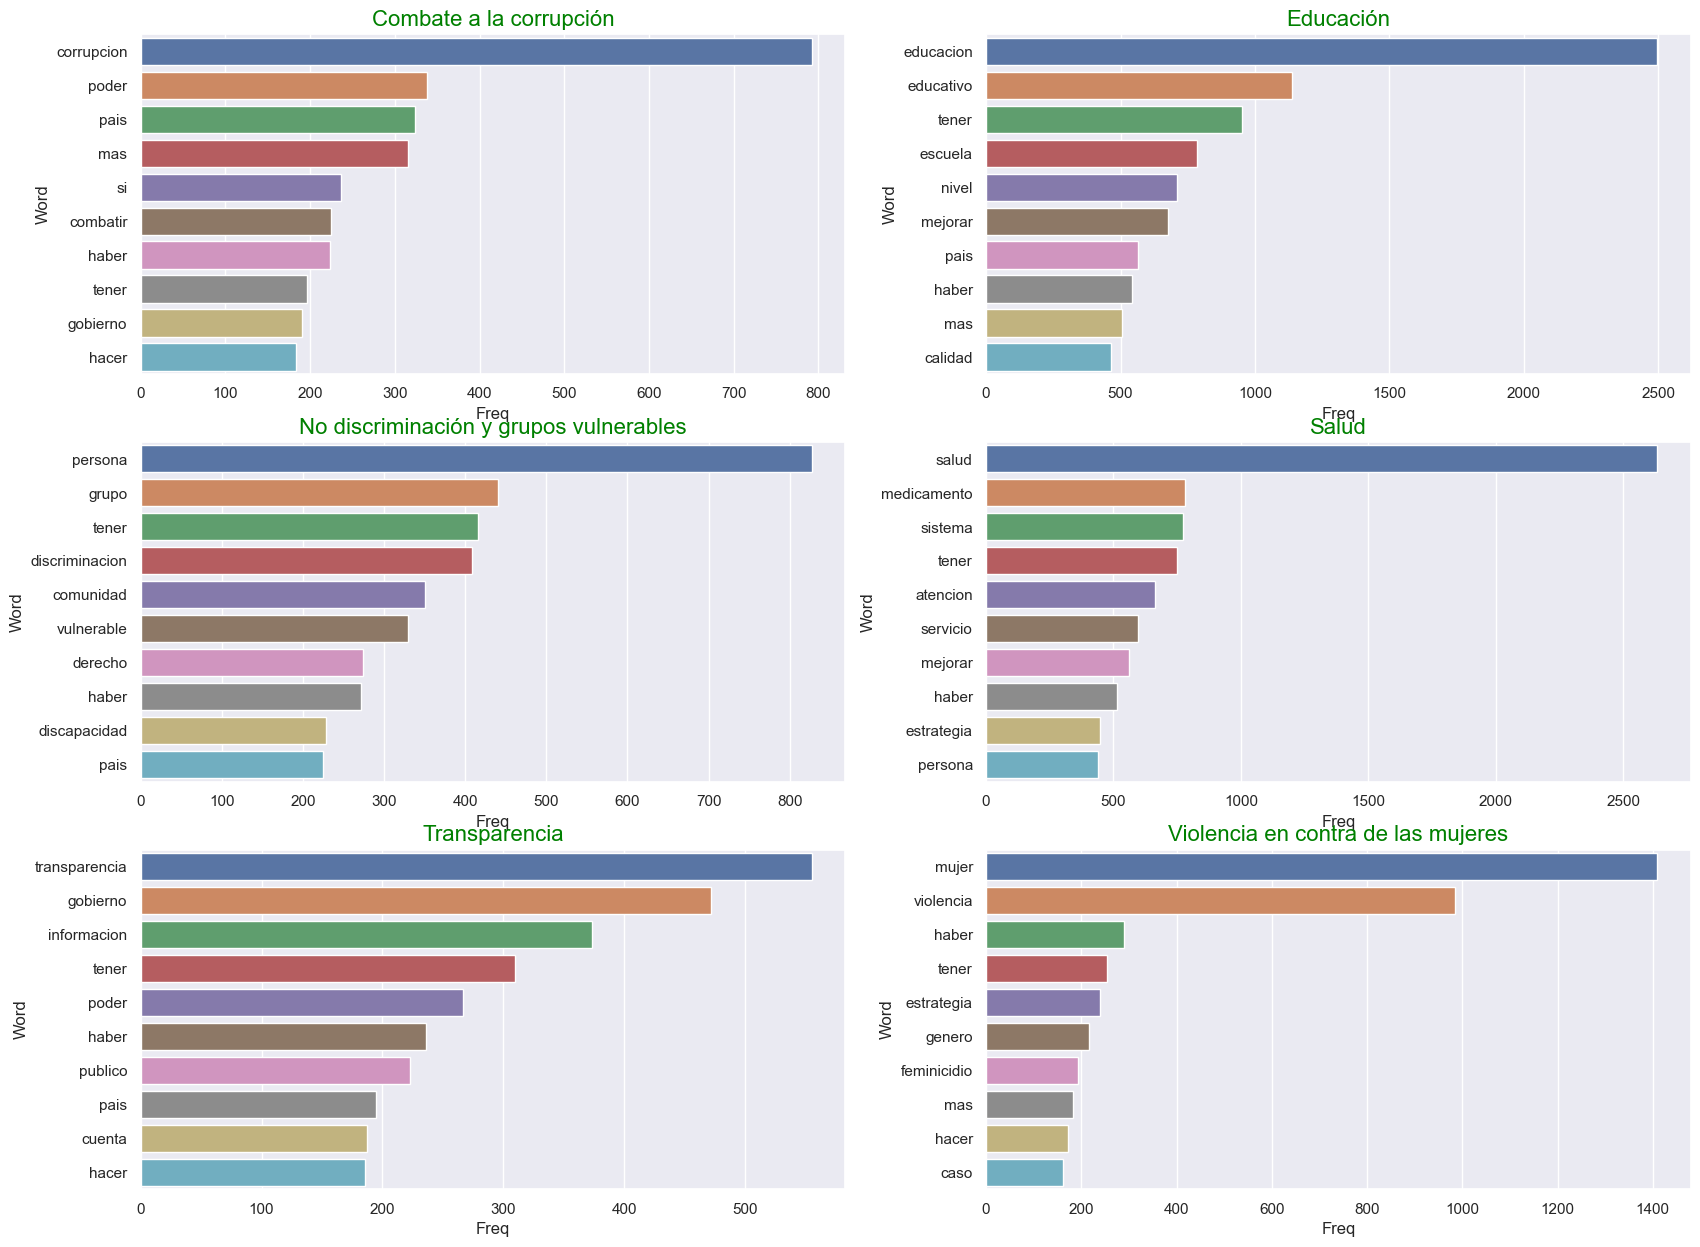 Combate a la corrupción
Word
corrupcion
poder
pais
mas
si
combatir
haber
tener
gobierno
hacer
0 100 200 300 400 500 600 700 800
Freq
Educación
Word
educacion
educativo
tener
escuela
nivel
mejorar
pais
haber
mas
calidad
0 500 1000 1500 2000 2500
Freq
No discriminación y grupos vulnerables
Word
persona
grupo
tener
discriminacion
comunidad
vulnerable
derecho
haber
discapacidad
pais
0 100 200 300 400 500 600 700 800
Freq
Salud
Word
salud
medicamento
sistema
tener
atencion
servicio
mejorar
haber
estrategia
persona
0 500 1000 1500 2000 2500
Freq
Transparencia
Word
transparencia
gobierno
informacion
tener
poder
haber
publico
pais
cuenta
hacer
0 100 200 300 400 500
Freq
Violencia en contra de las mujeres
Word
mujer
violencia
haber
tener
estrategia
genero
feminicidio
mas
hacer
caso
0 200 400 600 800 1000 1200 1400
Freq